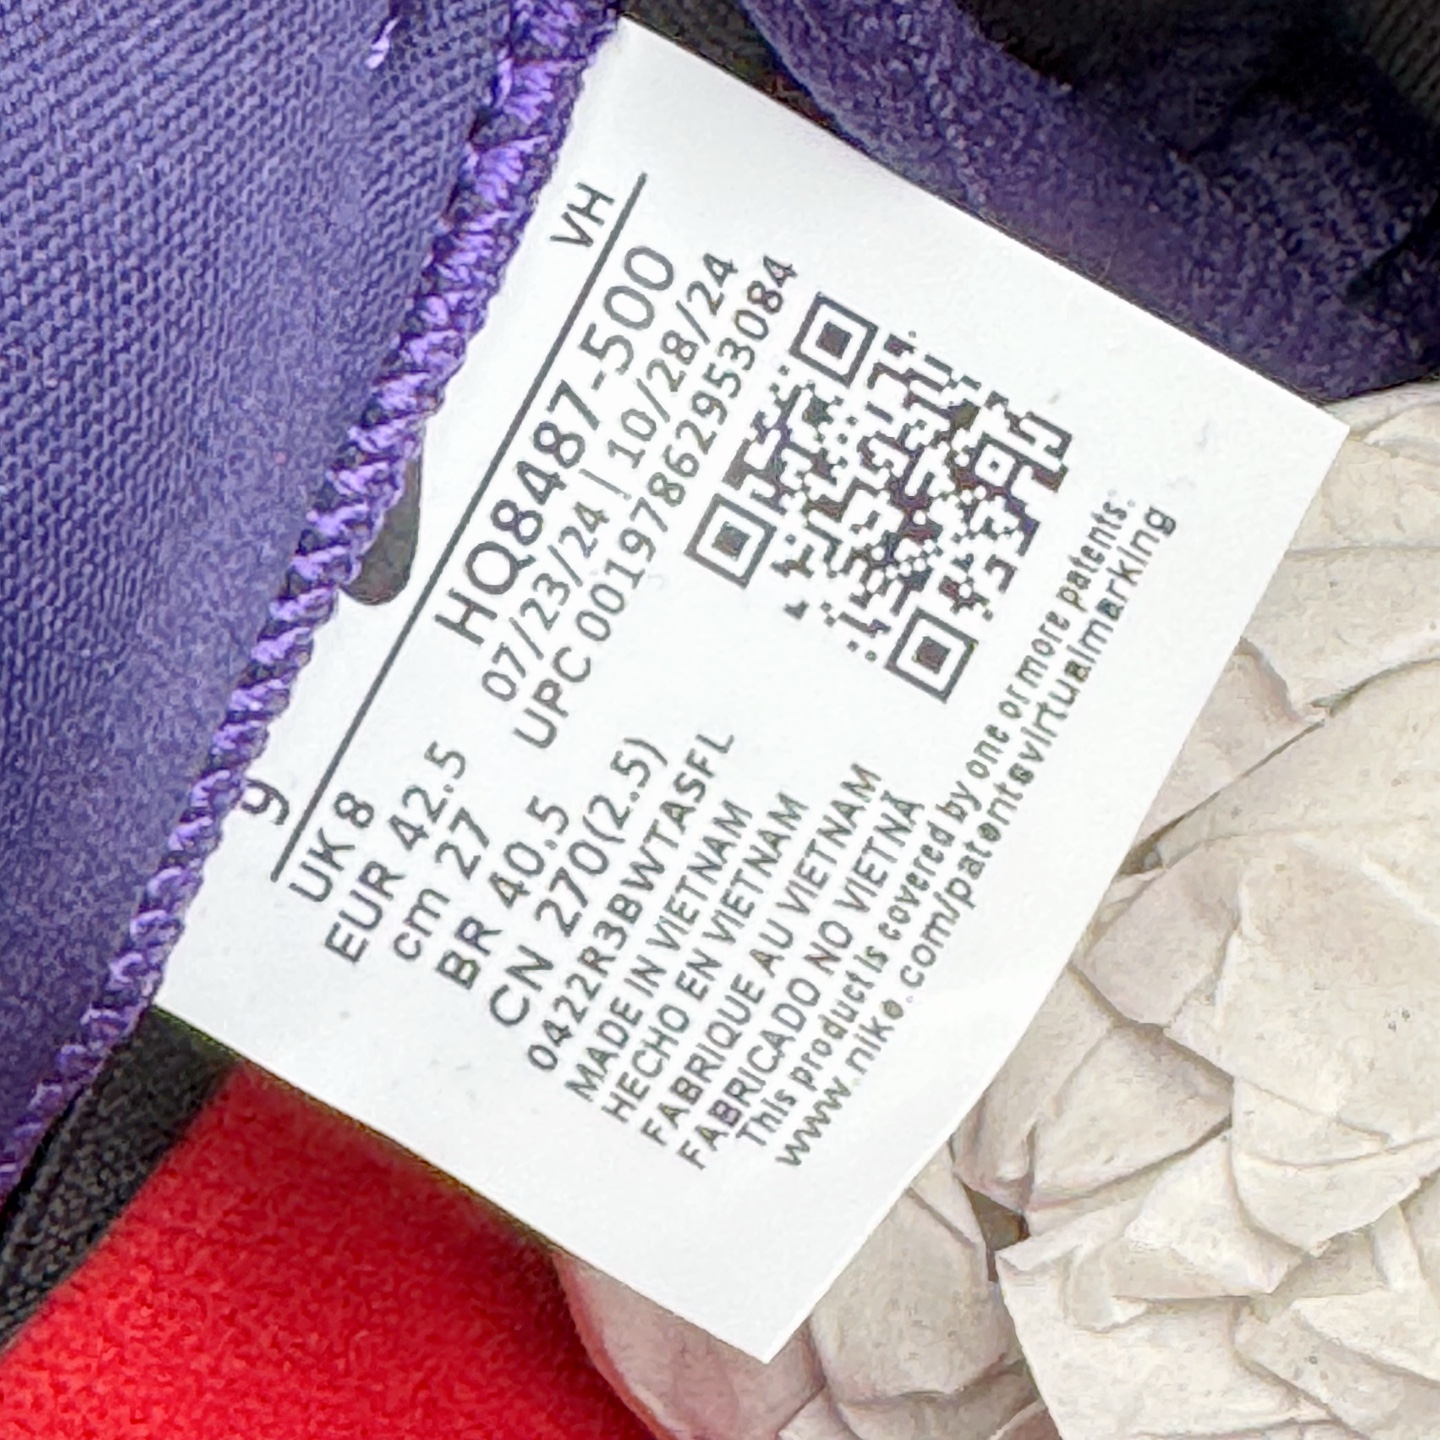 9 VH
UK 8 HQ8487-500
EUR 42.5 07/23/24 | 10/28/24
cm 27 UPC 00197862953084
BR 40.5
CN 270(2.5)
0422R3BWTASFL
MADE IN VIETNAM
HECHO EN VIETNAM
FABRIQUE AU VIETNAM
FABRICADO NO VIETNÃ
This product is covered by one or more patents.
www.nike.com/patentsvirtualmarking